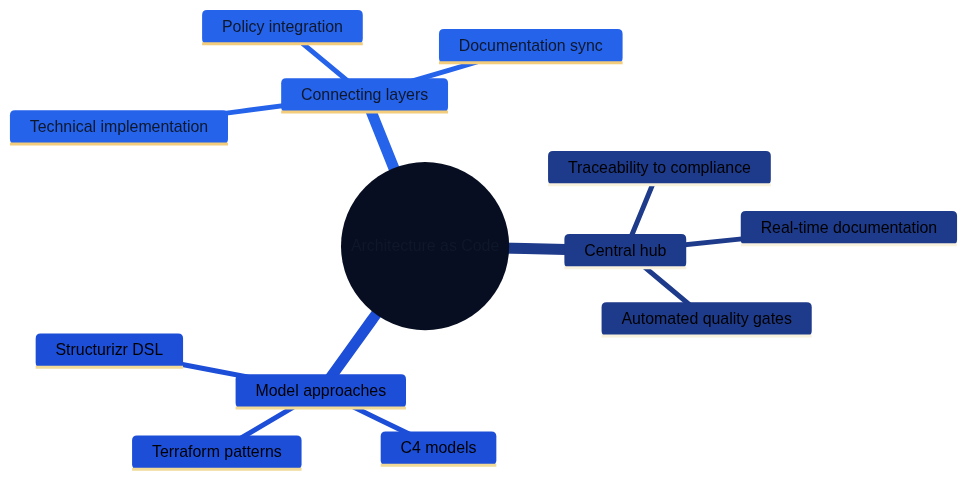 Policy integration
Documentation sync
Connecting layers
Technical implementation
Traceability to compliance
Real-time documentation
Architecture as Code
Central hub
Automated quality gates
Structurizr DSL
Model approaches
Terraform patterns
C4 models